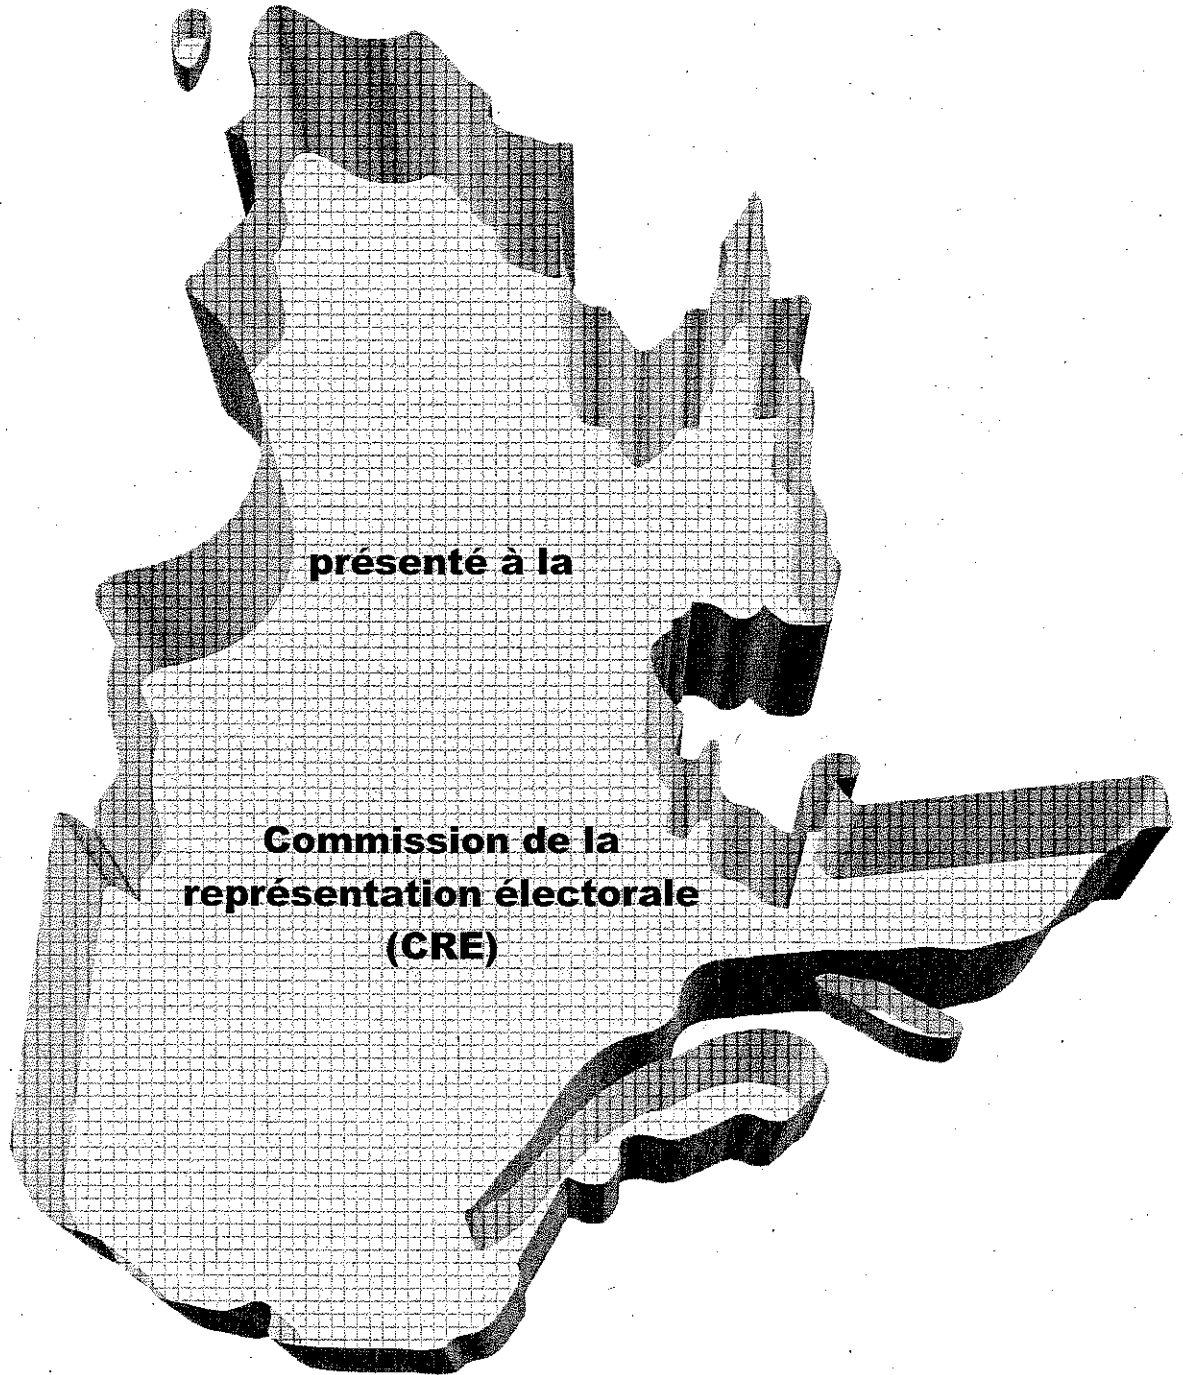 présenté à la
Commission de la
représentation électorale
(CRE)